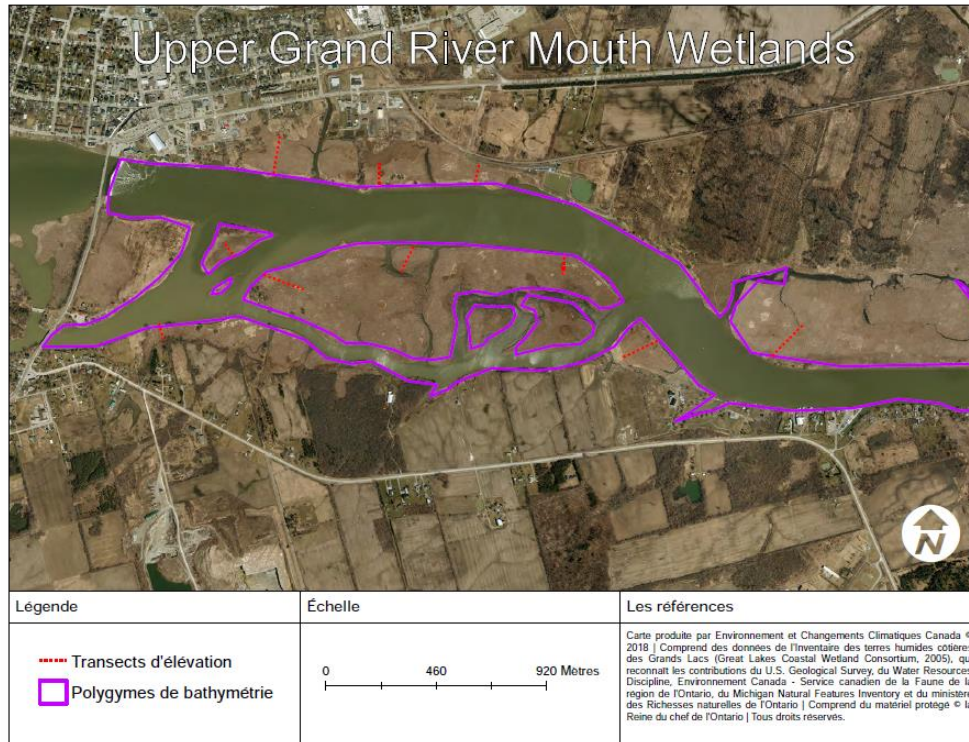 Upper Grand River Mouth Wetlands
N
Légende
Transects d'élévation
Polygymes de bathymétrie
Échelle
0 460 920 Mètres
Les références
Carte produite par Environnement et Changements Climatiques Canada ©
2018 | Comprend des données de l'Inventaire des terres humides côtières
des Grands Lacs (Great Lakes Coastal Wetland Consortium, 2005), qui
reconnaît les contributions du U.S. Geological Survey, du Water Resources
Discipline, Environnement Canada - Service canadien de la Faune de la
région de l'Ontario, du Michigan Natural Features Inventory et du ministère
des Richesses naturelles de l'Ontario | Comprend du matériel protégé © la
Reine du chef de l'Ontario | Tous droits réservés.